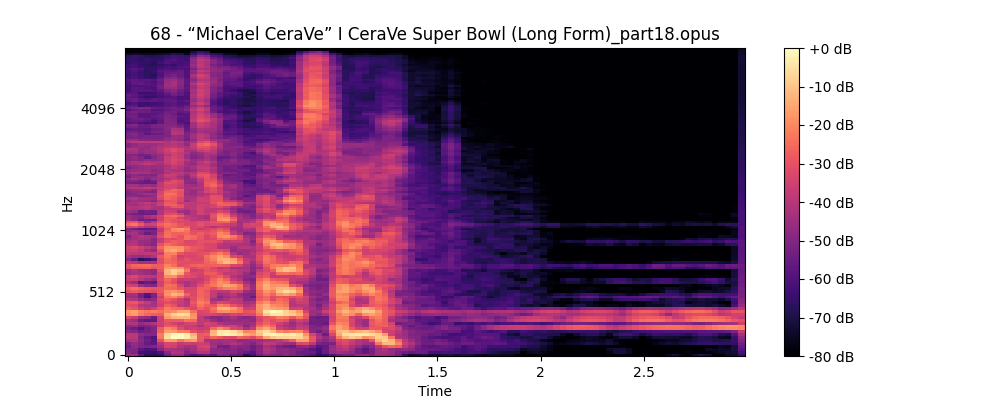 68 - “Michael CeraVe” I CeraVe Super Bowl (Long Form)_part18.opus
Hz
4096
2048
1024
512
0
0
0.5
1
1.5
2
2.5
Time
+0 dB
-10 dB
-20 dB
-30 dB
-40 dB
-50 dB
-60 dB
-70 dB
-80 dB